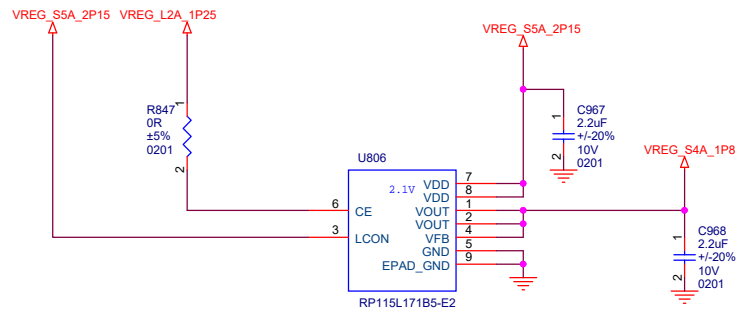 VREG_S5A_2P15
VREG_L2A_1P25
VREG_S5A_2P15
R847
0R
±5%
0201
1
2
C967
2.2uF
+/-20%
10V
0201
1
2
VREG_S4A_1P8
U806
2.1V
6 CE
3 LCON
VDD 7
VDD 8
VOUT 1
VOUT 2
VFB 4
GND 5
EPAD_GND 9
RP115L171B5-E2
C968
2.2uF
+/-20%
10V
0201
1
2